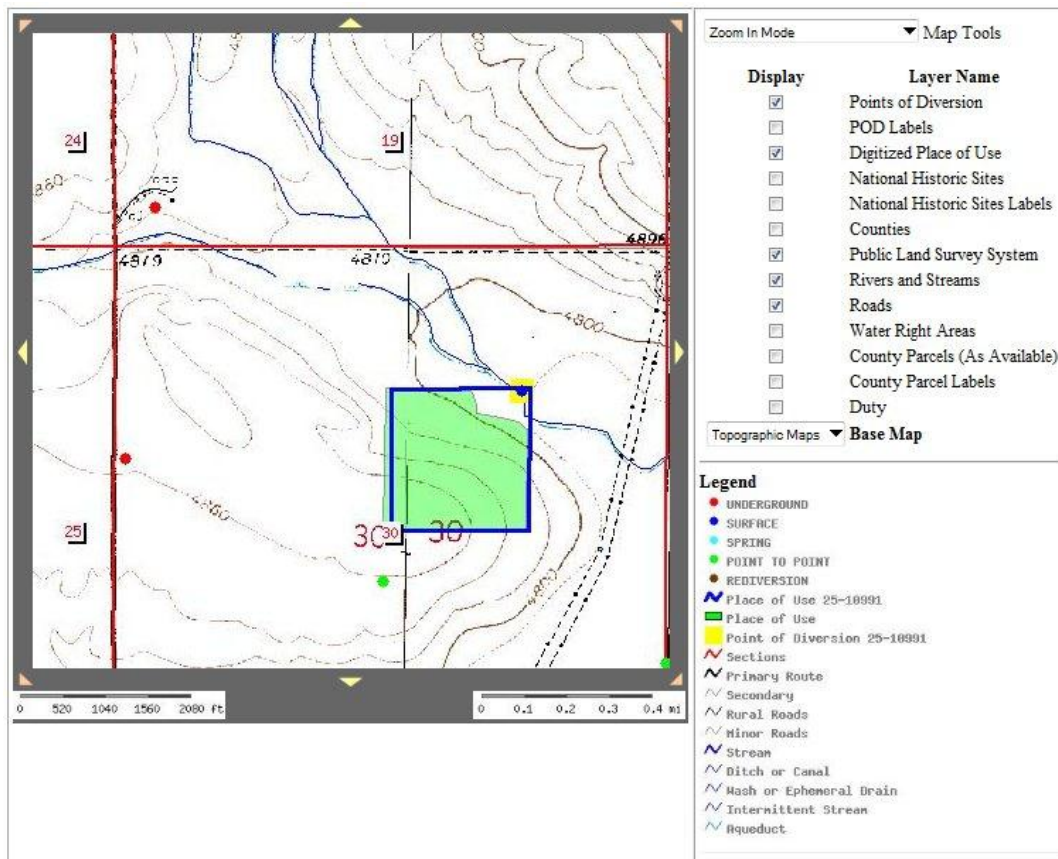 Zoom In Mode Map Tools
Display Layer Name
Points of Diversion
POD Labels
Digitized Place of Use
National Historic Sites
National Historic Sites Labels
Counties
Public Land Survey System
Rivers and Streams
Roads
Water Right Areas
County Parcels (As Available)
County Parcel Labels
Duty
Topographic Maps Base Map
Legend
UNDERGROUND
SURFACE
SPRING
POINT TO POINT
REDIVERSION
Place of Use 25-10991
Place of Use
Point of Diversion 25-10991
Sections
Primary Route
Secondary
Rural Roads
Minor Roads
Stream
Ditch or Canal
Wash or Ephemeral Drain
Intermittent Stream
Aqueduct
24
19
4896
4819
4810
4800
4860
25
30
30
30
4800
0 520 1040 1560 2080 ft
0 0.1 0.2 0.3 0.4 mi